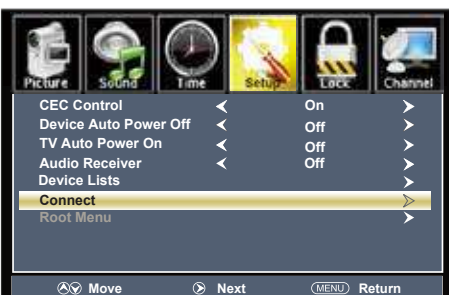 Picture Sound Time Setup Lock Channel
CEC Control On
Device Auto Power Off Off
TV Auto Power On Off
Audio Receiver Off
Device Lists
Connect
Root Menu
Move Next MENU Return